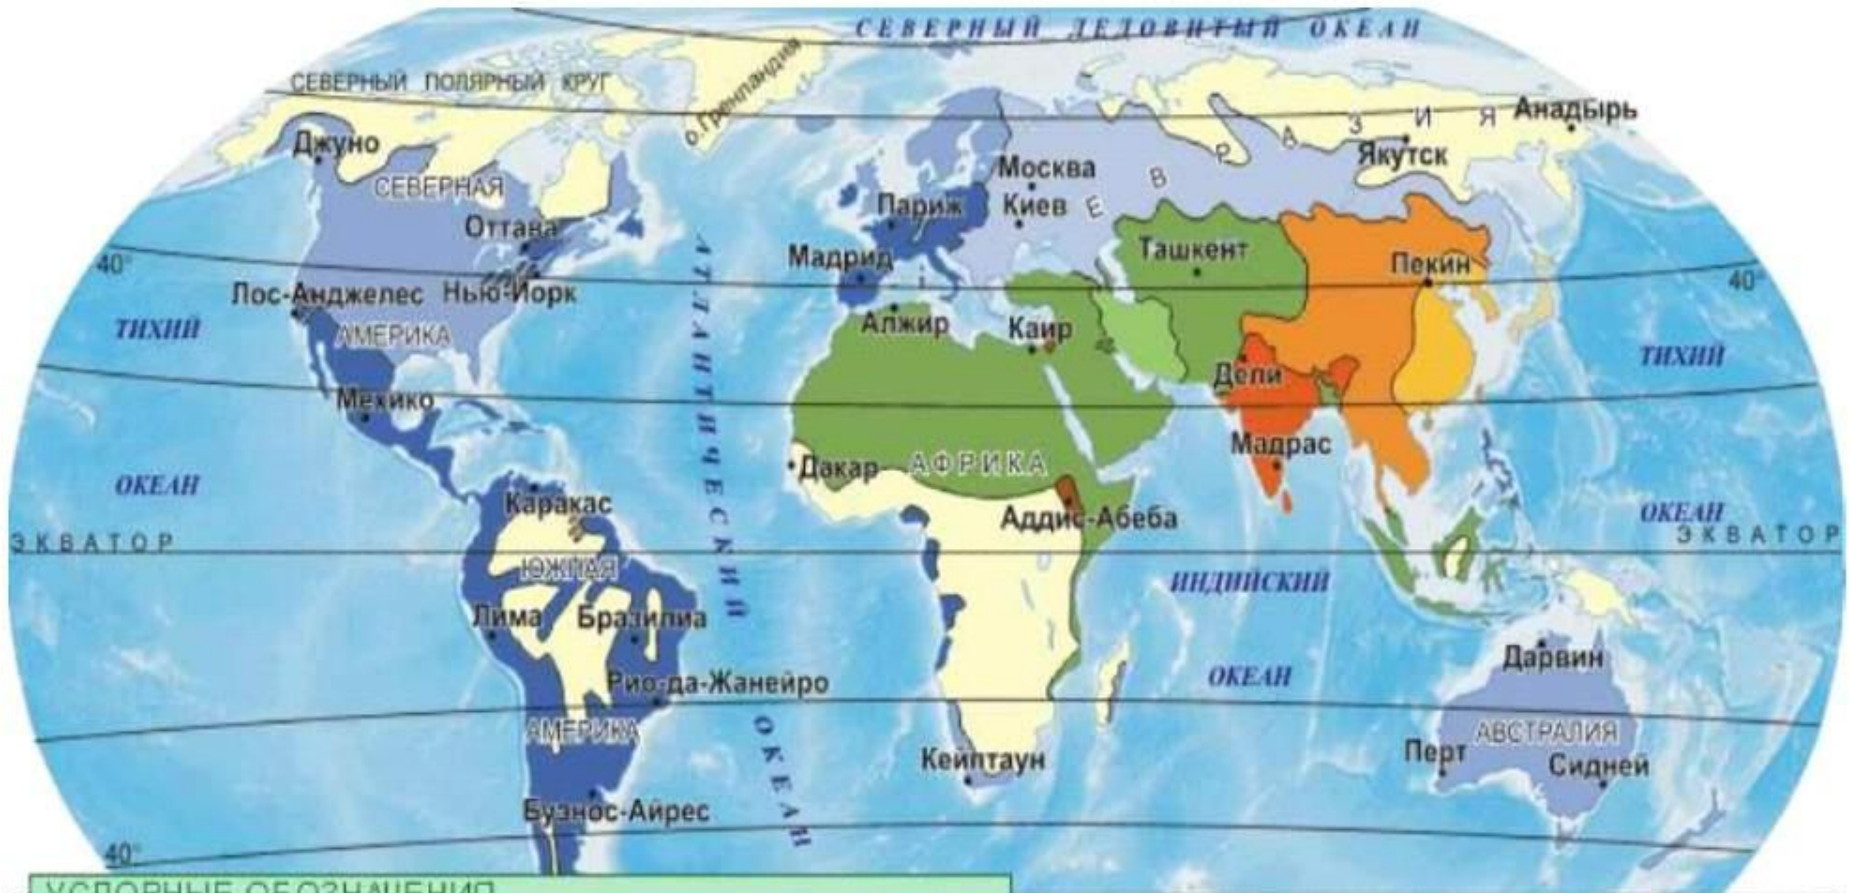 СЕВЕРНЫЙ ЛЕДОВИТЫЙ ОКЕАН
СЕВЕРНЫЙ ПОЛЯРНЫЙ КРУГ
о.Гренландия
Анадырь
ЕВРАЗИЯ
Джуно
Якутск
Москва
СЕВЕРНАЯ
Париж
Киев
Оттава
Ташкент
Мадрид
40°
Пекин
40°
Лос-Анджелес
Нью-Йорк
ТИХИЙ
АМЕРИКА
Алжир
Каир
ТИХИЙ
Дели
Мехико
АТЛАНТИЧЕСКИЙ
Мадрас
Дакар
АФРИКА
ОКЕАН
Каракас
Аддис-Абеба
ОКЕАН
ЭКВАТОР
ЭКВАТОР
ЮЖНАЯ
ИНДИЙСКИЙ
Лима
Бразилиа
Дарвин
Рио-да-Жанейро
ОКЕАН
АМЕРИКА
ОКЕАН
АВСТРАЛИЯ
Кейптаун
Перт
Сидней
Буэнос-Айрес
40°
УСЛОВНЫЕ ОБОЗНАЧЕНИЯ